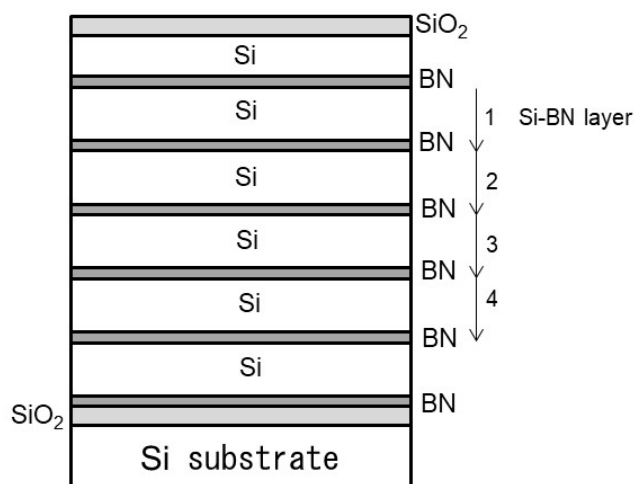 SiO₂
Si
BN
Si
1 Si-BN layer
BN
Si
2
BN
Si
3
BN
Si
4
BN
Si
BN
SiO₂
Si substrate